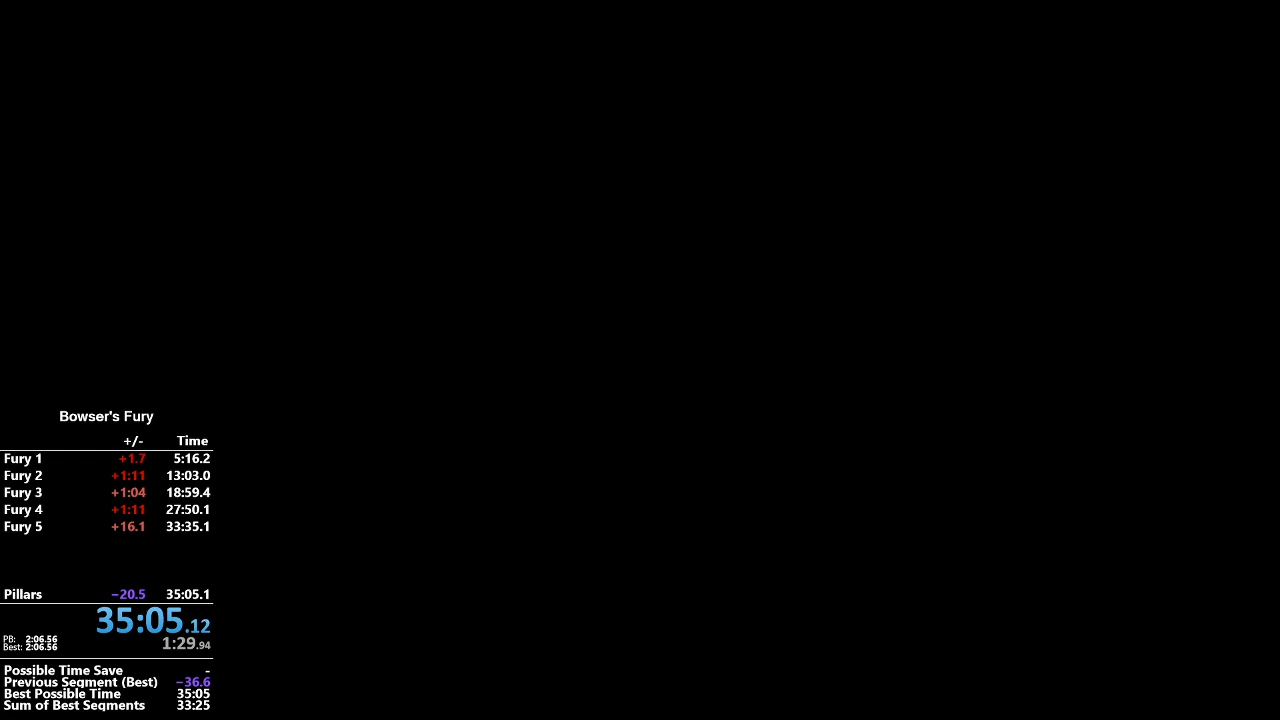 Bowser's Fury
+/- Time
Fury 1 +1.7 5:16.2
Fury 2 +1:11 13:03.0
Fury 3 +1:04 18:59.4
Fury 4 +1:11 27:50.1
Fury 5 +16.1 33:35.1
Pillars −20.5 35:05.1
35:05.12
PB: 2:06.56
1:29.94
Best: 2:06.56
Possible Time Save -
Previous Segment (Best) −36.6
Best Possible Time 35:05
Sum of Best Segments 33:25